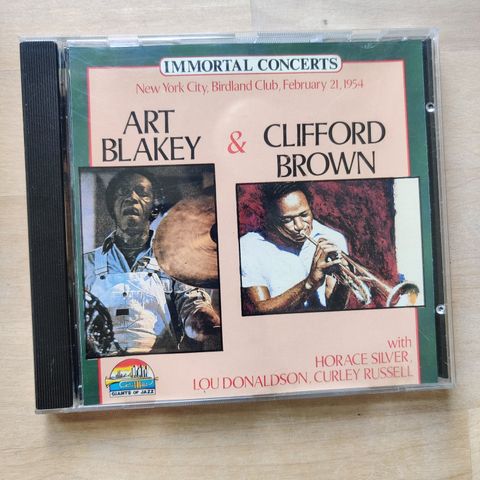 IMMORTAL CONCERTS
New York City, Birdland Club, February 21, 1954
ART
BLAKEY
&
CLIFFORD
BROWN
with
HORACE SILVER,
LOU DONALDSON, CURLEY RUSSELL
GIANTS OF JAZZ